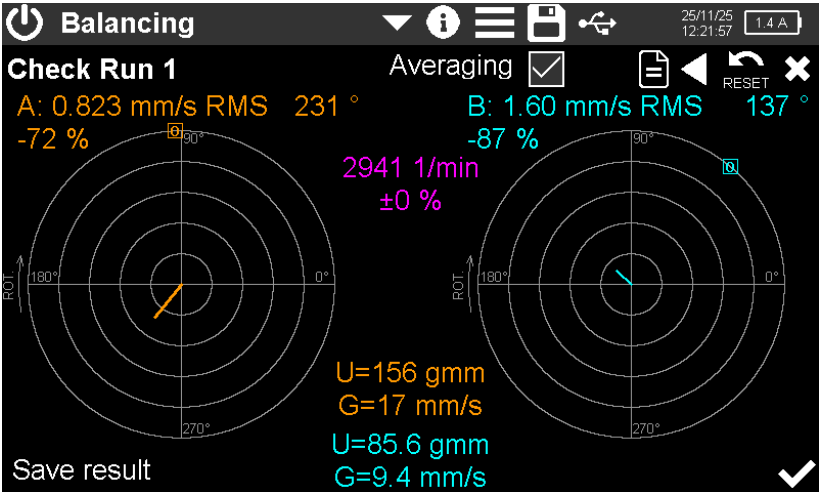 Balancing
25/11/25
12:21:57
1.4 A
Check Run 1
Averaging
RESET
A: 0.823 mm/s RMS 231 °
-72 %
B: 1.60 mm/s RMS 137 °
-87 %
2941 1/min
±0 %
0
90°
180°
0°
270°
ROT.
0
90°
180°
0°
270°
ROT.
U=156 gmm
G=17 mm/s
U=85.6 gmm
G=9.4 mm/s
Save result